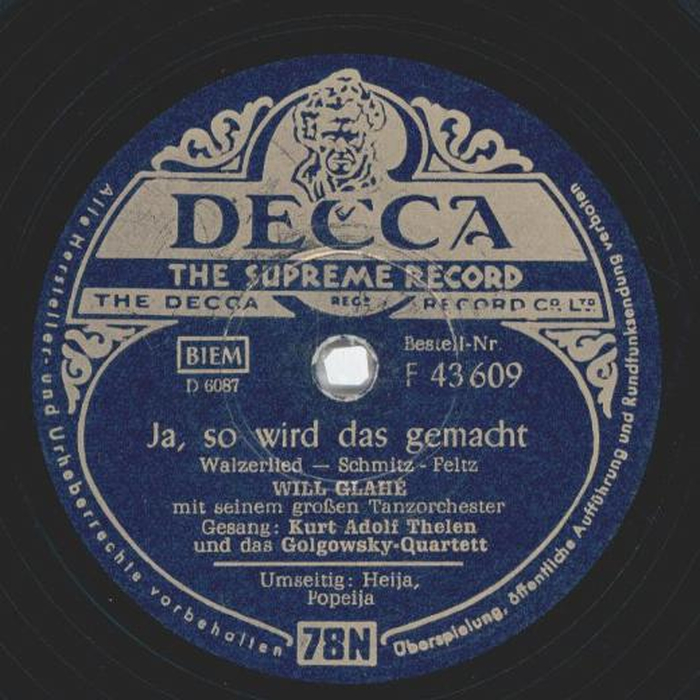 DECCA
THE SUPREME RECORD
THE DECCA REGD RECORD CO. LTD
BIEM
D 6087
Bestell-Nr.
F 43609
Ja, so wird das gemacht
Walzerlied — Schmitz - Feltz
WILL GLAHÉ
mit seinem großen Tanzorchester
Gesang: Kurt Adolf Thelen
und das Golgowsky-Quartett
Umseitig: Heija,
Popeija
78N
Alle Hersteller- und Urheberrechte vorbehalten
Überspielung, öffentliche Aufführung und Rundfunksendung verboten